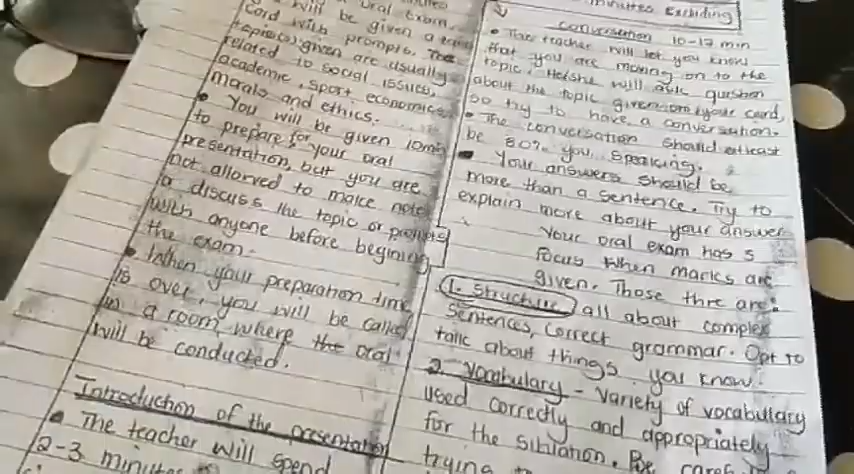 oral exam.
will be given a
card with prompts. The
topic(s) given are usually
related to social issues,
academic, sport economics
morals and ethics.
• You will be given 10min
to prepare for your oral
presentation, but you are
not allowed to make note
a discuss the topic or prompts
with anyone before beginning
the exam.
• When your preparation time
is over, you will be called
in a room where the oral
will be conducted.
Introduction of the presentation
• The teacher will spend
2-3 minutes
minutes Excluding
conversation 10-12 min
• The teacher will let you know
that you are moving on to the
topic. He/she will ask question
about the topic given on your card,
so try to have a conversation.
• The conversation should atleast
be 80% you speaking.
• Your answers should be
more than a sentence. Try to
explain more about your answer
Your oral exam has 3
focus when marks are
given. Those thre are:
1. Structure all about complex
sentences, correct grammar. Opt to
talk about things you know.
2. Vocabulary - Variety of vocabulary
used correctly and appropriately
for the sibiation. Be careful
trying to